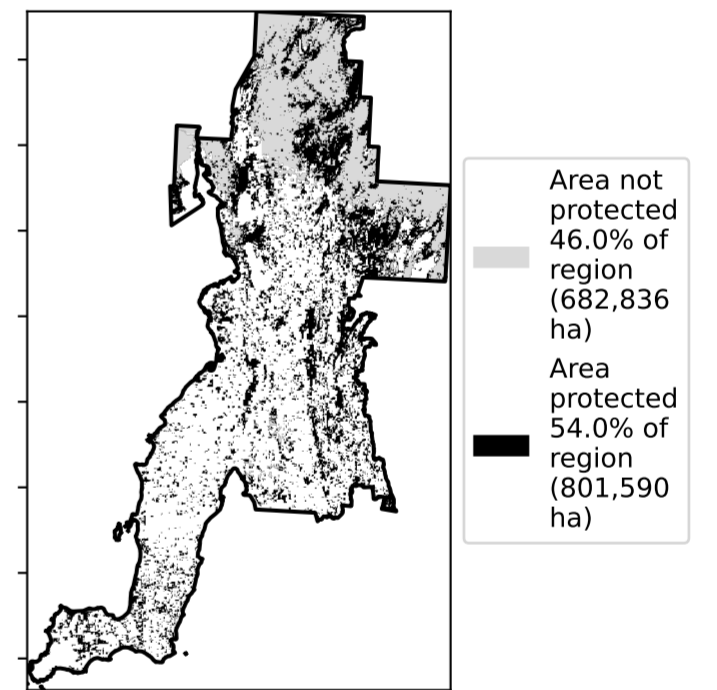 Area not
protected
46.0% of
region
(682,836
ha)
Area
protected
54.0% of
region
(801,590
ha)